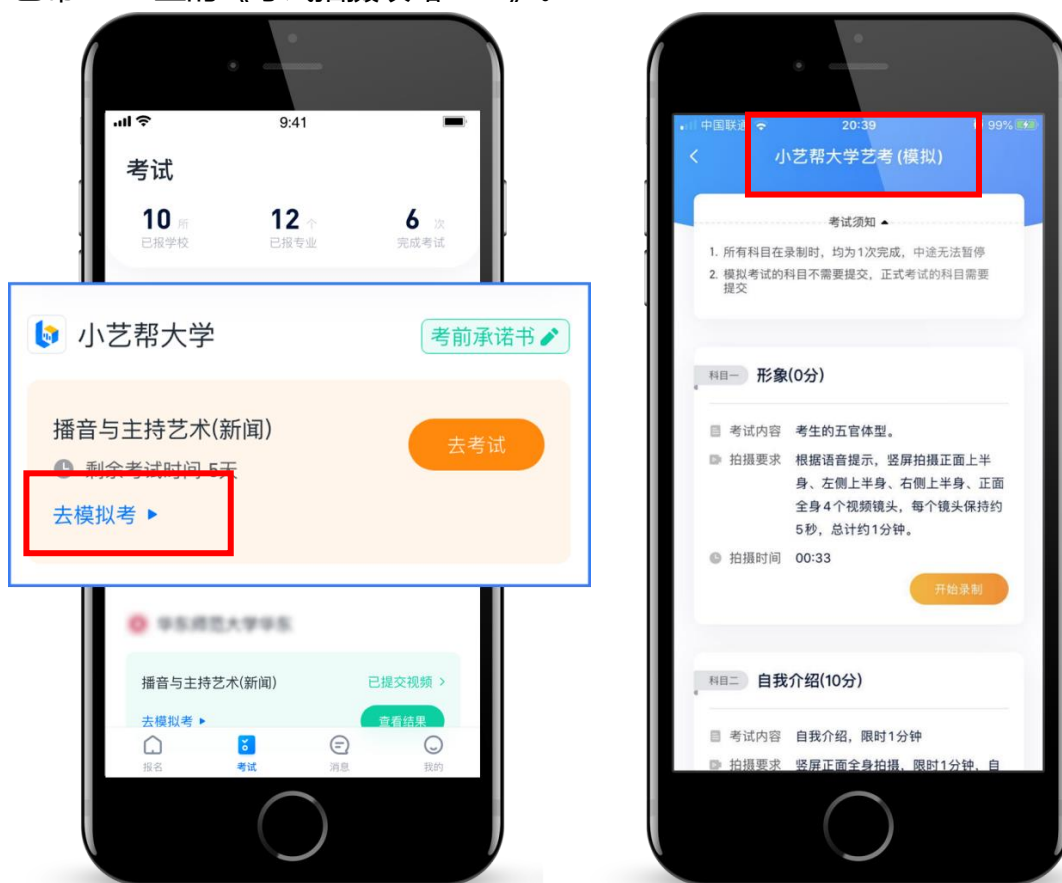 9:41
考试
10 所
12 个
6 次
已报学校
已报专业
完成考试
小艺帮大学
考前承诺书
播音与主持艺术(新闻)
去考试
剩余考试时间 5天
去模拟考
播音与主持艺术(新闻)
已提交视频
去模拟考
查看结果
报名
考试
消息
我的
中国联通
20:39
99%
小艺帮大学艺考(模拟)
考试须知
1. 所有科目在录制时，均为1次完成，中途无法暂停
2. 模拟考试的科目不需要提交，正式考试的科目需要
提交
科目一 形象(0分)
考试内容 考生的五官体型。
拍摄要求 根据语音提示，竖屏拍摄正面上半
身、左侧上半身、右侧上半身、正面
全身4个视频镜头，每个镜头保持约
5秒，总计约1分钟。
拍摄时间 00:33
开始录制
科目二 自我介绍(10分)
考试内容 自我介绍，限时1分钟
拍摄要求 竖屏正面全身拍摄，限时1分钟，自